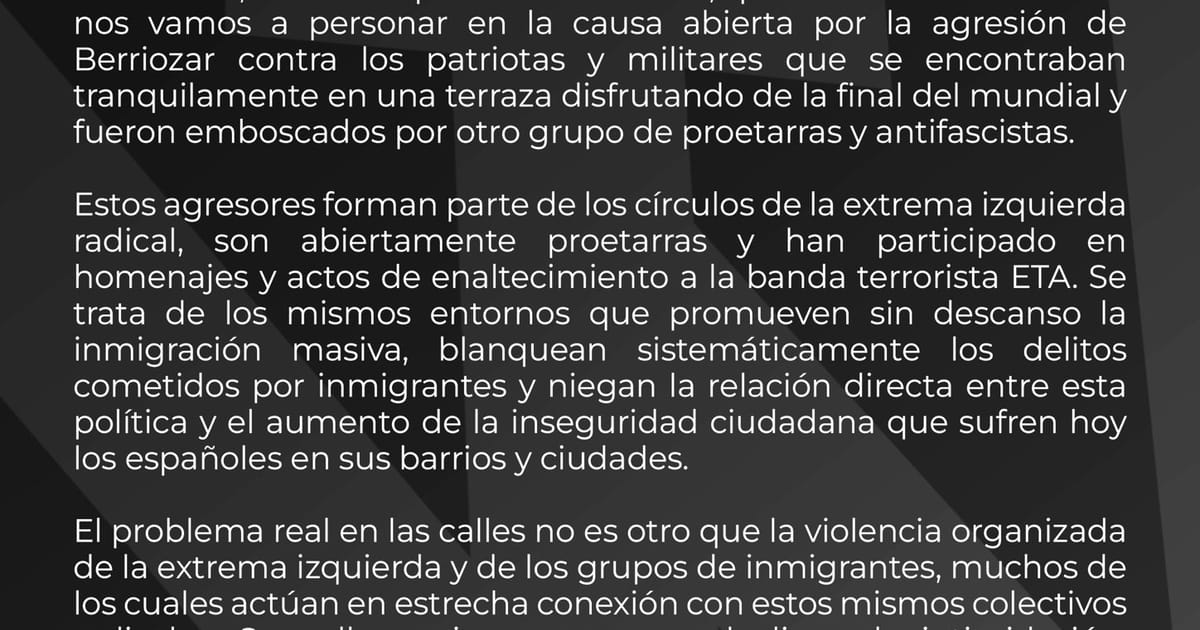 nos vamos a personar en la causa abierta por la agresión de
Berriozar contra los patriotas y militares que se encontraban
tranquilamente en una terraza disfrutando de la final del mundial y
fueron emboscados por otro grupo de proetarras y antifascistas.
Estos agresores forman parte de los círculos de la extrema izquierda
radical, son abiertamente proetarras y han participado en
homenajes y actos de enaltecimiento a la banda terrorista ETA. Se
trata de los mismos entornos que promueven sin descanso la
inmigración masiva, blanquean sistemáticamente los delitos
cometidos por inmigrantes y niegan la relación directa entre esta
política y el aumento de la inseguridad ciudadana que sufren hoy
los españoles en sus barrios y ciudades.
El problema real en las calles no es otro que la violencia organizada
de la extrema izquierda y de los grupos de inmigrantes, muchos de
los cuales actúan en estrecha conexión con estos mismos colectivos